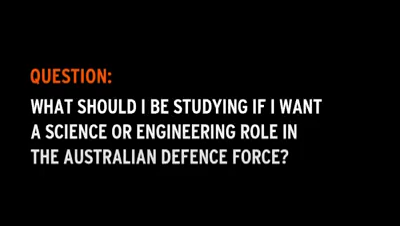 QUESTION:
WHAT SHOULD I BE STUDYING IF I WANT
A SCIENCE OR ENGINEERING ROLE IN
THE AUSTRALIAN DEFENCE FORCE?